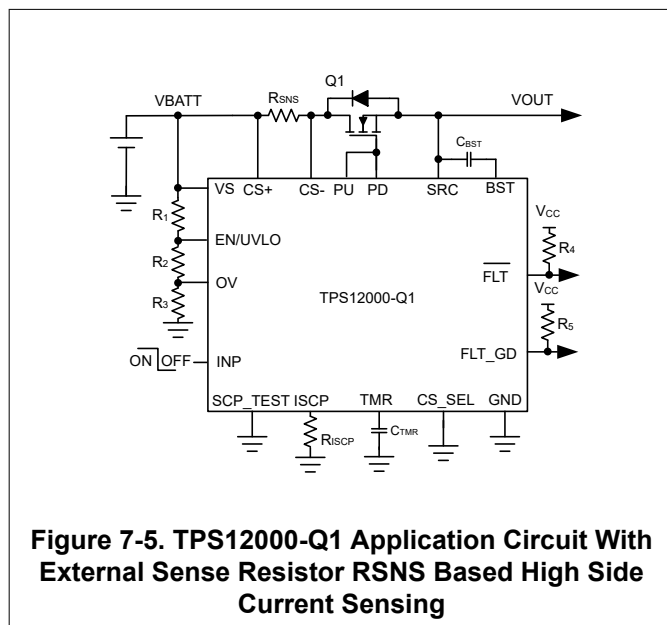 Q1
VBATT
RSNS
VOUT
CBST
VS
CS+
CS-
PU
PD
SRC
BST
R1
EN/UVLO
R2
OV
R3
TPS12000-Q1
VCC
R4
FLT
VCC
R5
FLT_GD
ON OFF
INP
SCP_TEST
ISCP
TMR
CS_SEL
GND
RISCP
CTMR
Figure 7-5. TPS12000-Q1 Application Circuit With
External Sense Resistor RSNS Based High Side
Current Sensing